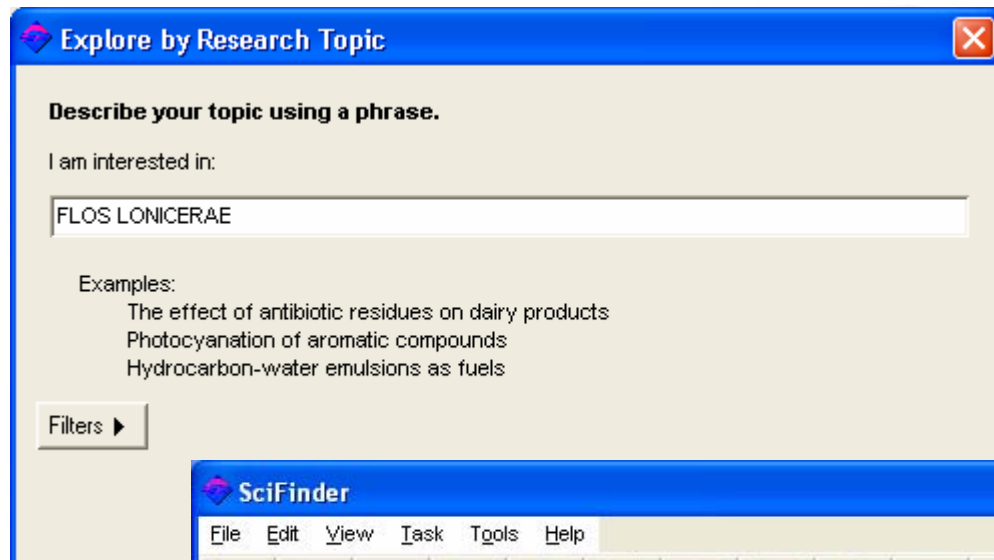 Explore by Research Topic
Describe your topic using a phrase.
I am interested in:
FLOS LONICERAE
Examples:
The effect of antibiotic residues on dairy products
Photocyanation of aromatic compounds
Hydrocarbon-water emulsions as fuels
Filters
SciFinder
File Edit View Task Tools Help